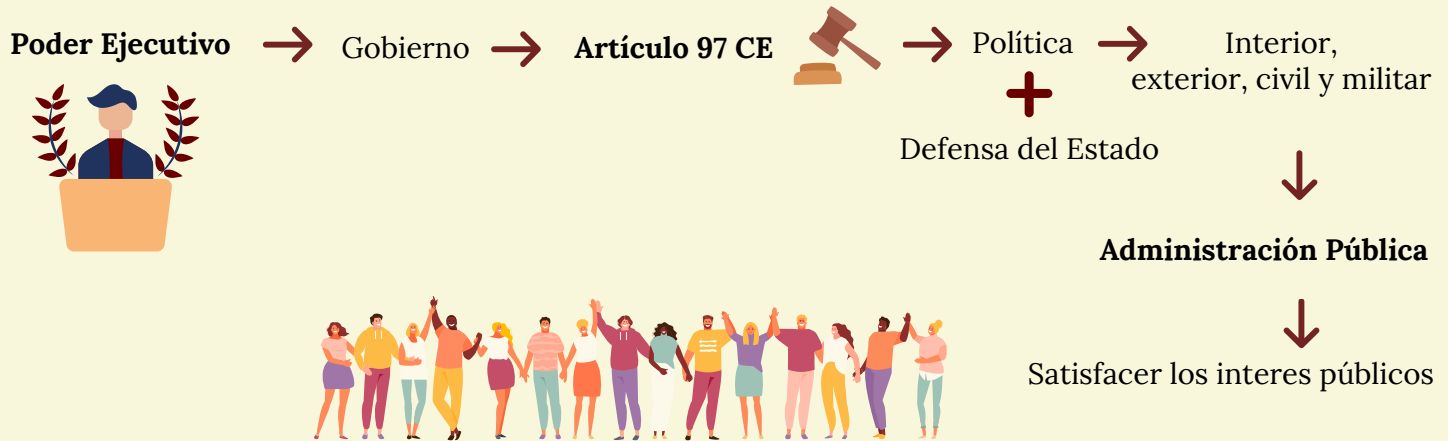 Poder Ejecutivo
Gobierno
Artículo 97 CE
Política
Defensa del Estado
Interior,
exterior, civil y militar
Administración Pública
Satisfacer los interes públicos